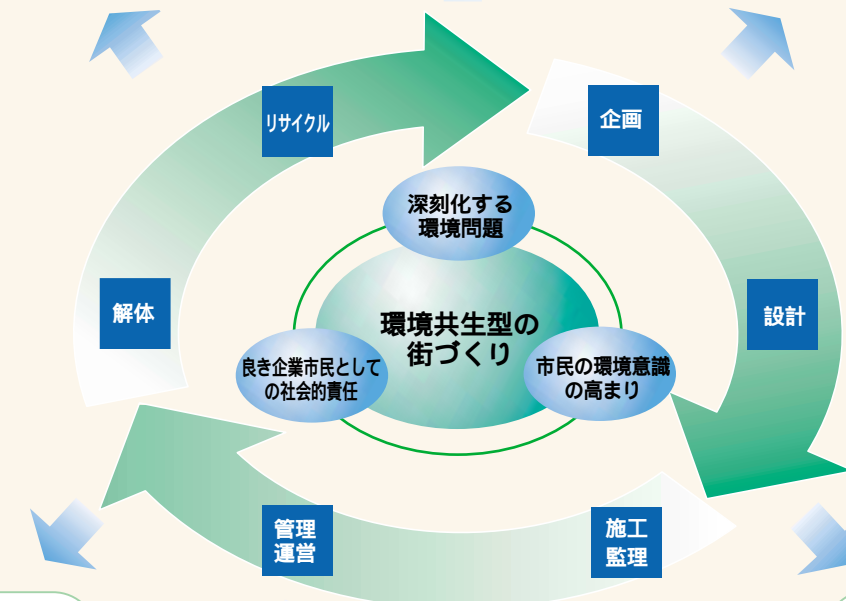 リサイクル
企画
深刻化する
環境問題
解体
環境共生型の
街づくり
設計
良き企業市民として
の社会的責任
市民の環境意識
の高まり
管理
運営
施工
監理